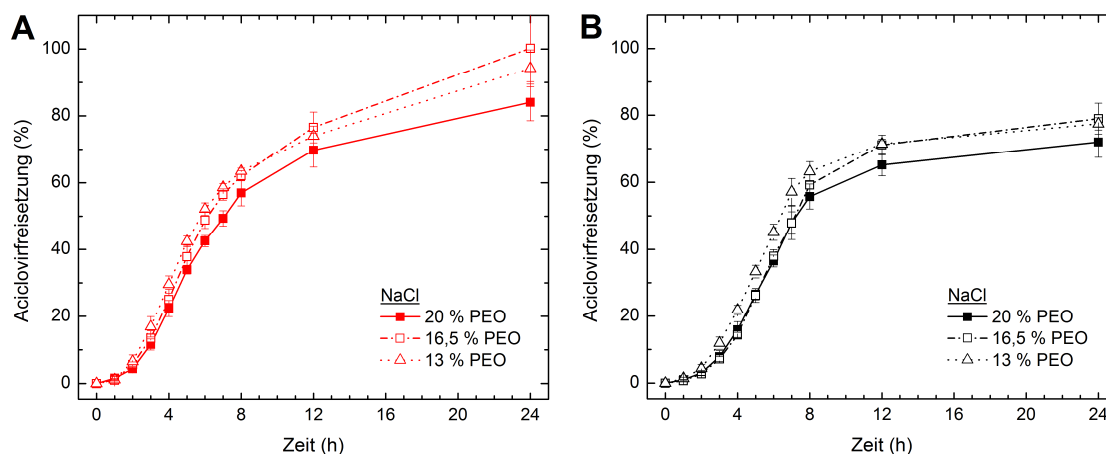 A
Aciclovirfreisetzung (%)
100
80
60
40
20
0
NaCl
20 % PEO
16,5 % PEO
13 % PEO
0 4 8 12 16 20 24
Zeit (h)
B
Aciclovirfreisetzung (%)
100
80
60
40
20
0
NaCl
20 % PEO
16,5 % PEO
13 % PEO
0 4 8 12 16 20 24
Zeit (h)